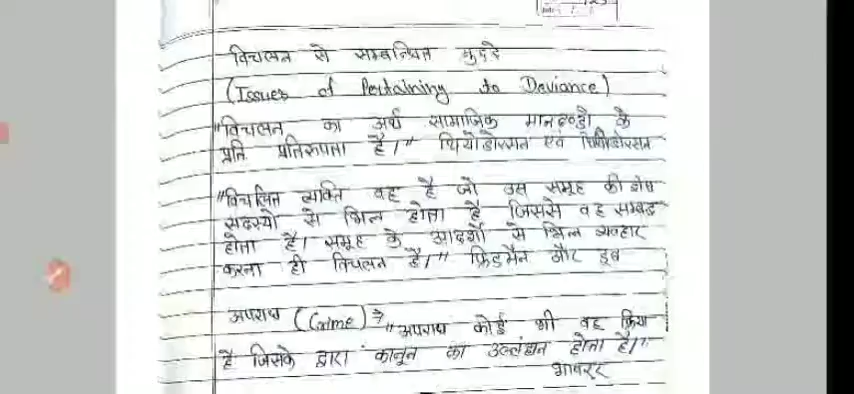 विचलन से सम्बन्धित मुद्दे
(Issues of Pertaining to Deviance)
"विचलन का अर्थ सामाजिक मानदण्डो के
प्रति प्रतिरूपता है।" थियोडोरसन एवं थियोडोरसन
"विचलित व्यक्ति वह है जो उस समूह की शेष
सदस्यो से भिन्न होता है जिससे वह सम्बद्ध
होता है। समूह के आदर्शो से भिन्न व्यवहार
करना ही विचलन है।" फ्रिडमैन और डूब
अपराध (Crime) → "अपराध कोई भी वह क्रिया
है जिसके द्वारा कानून का उल्लंघन होता है।"